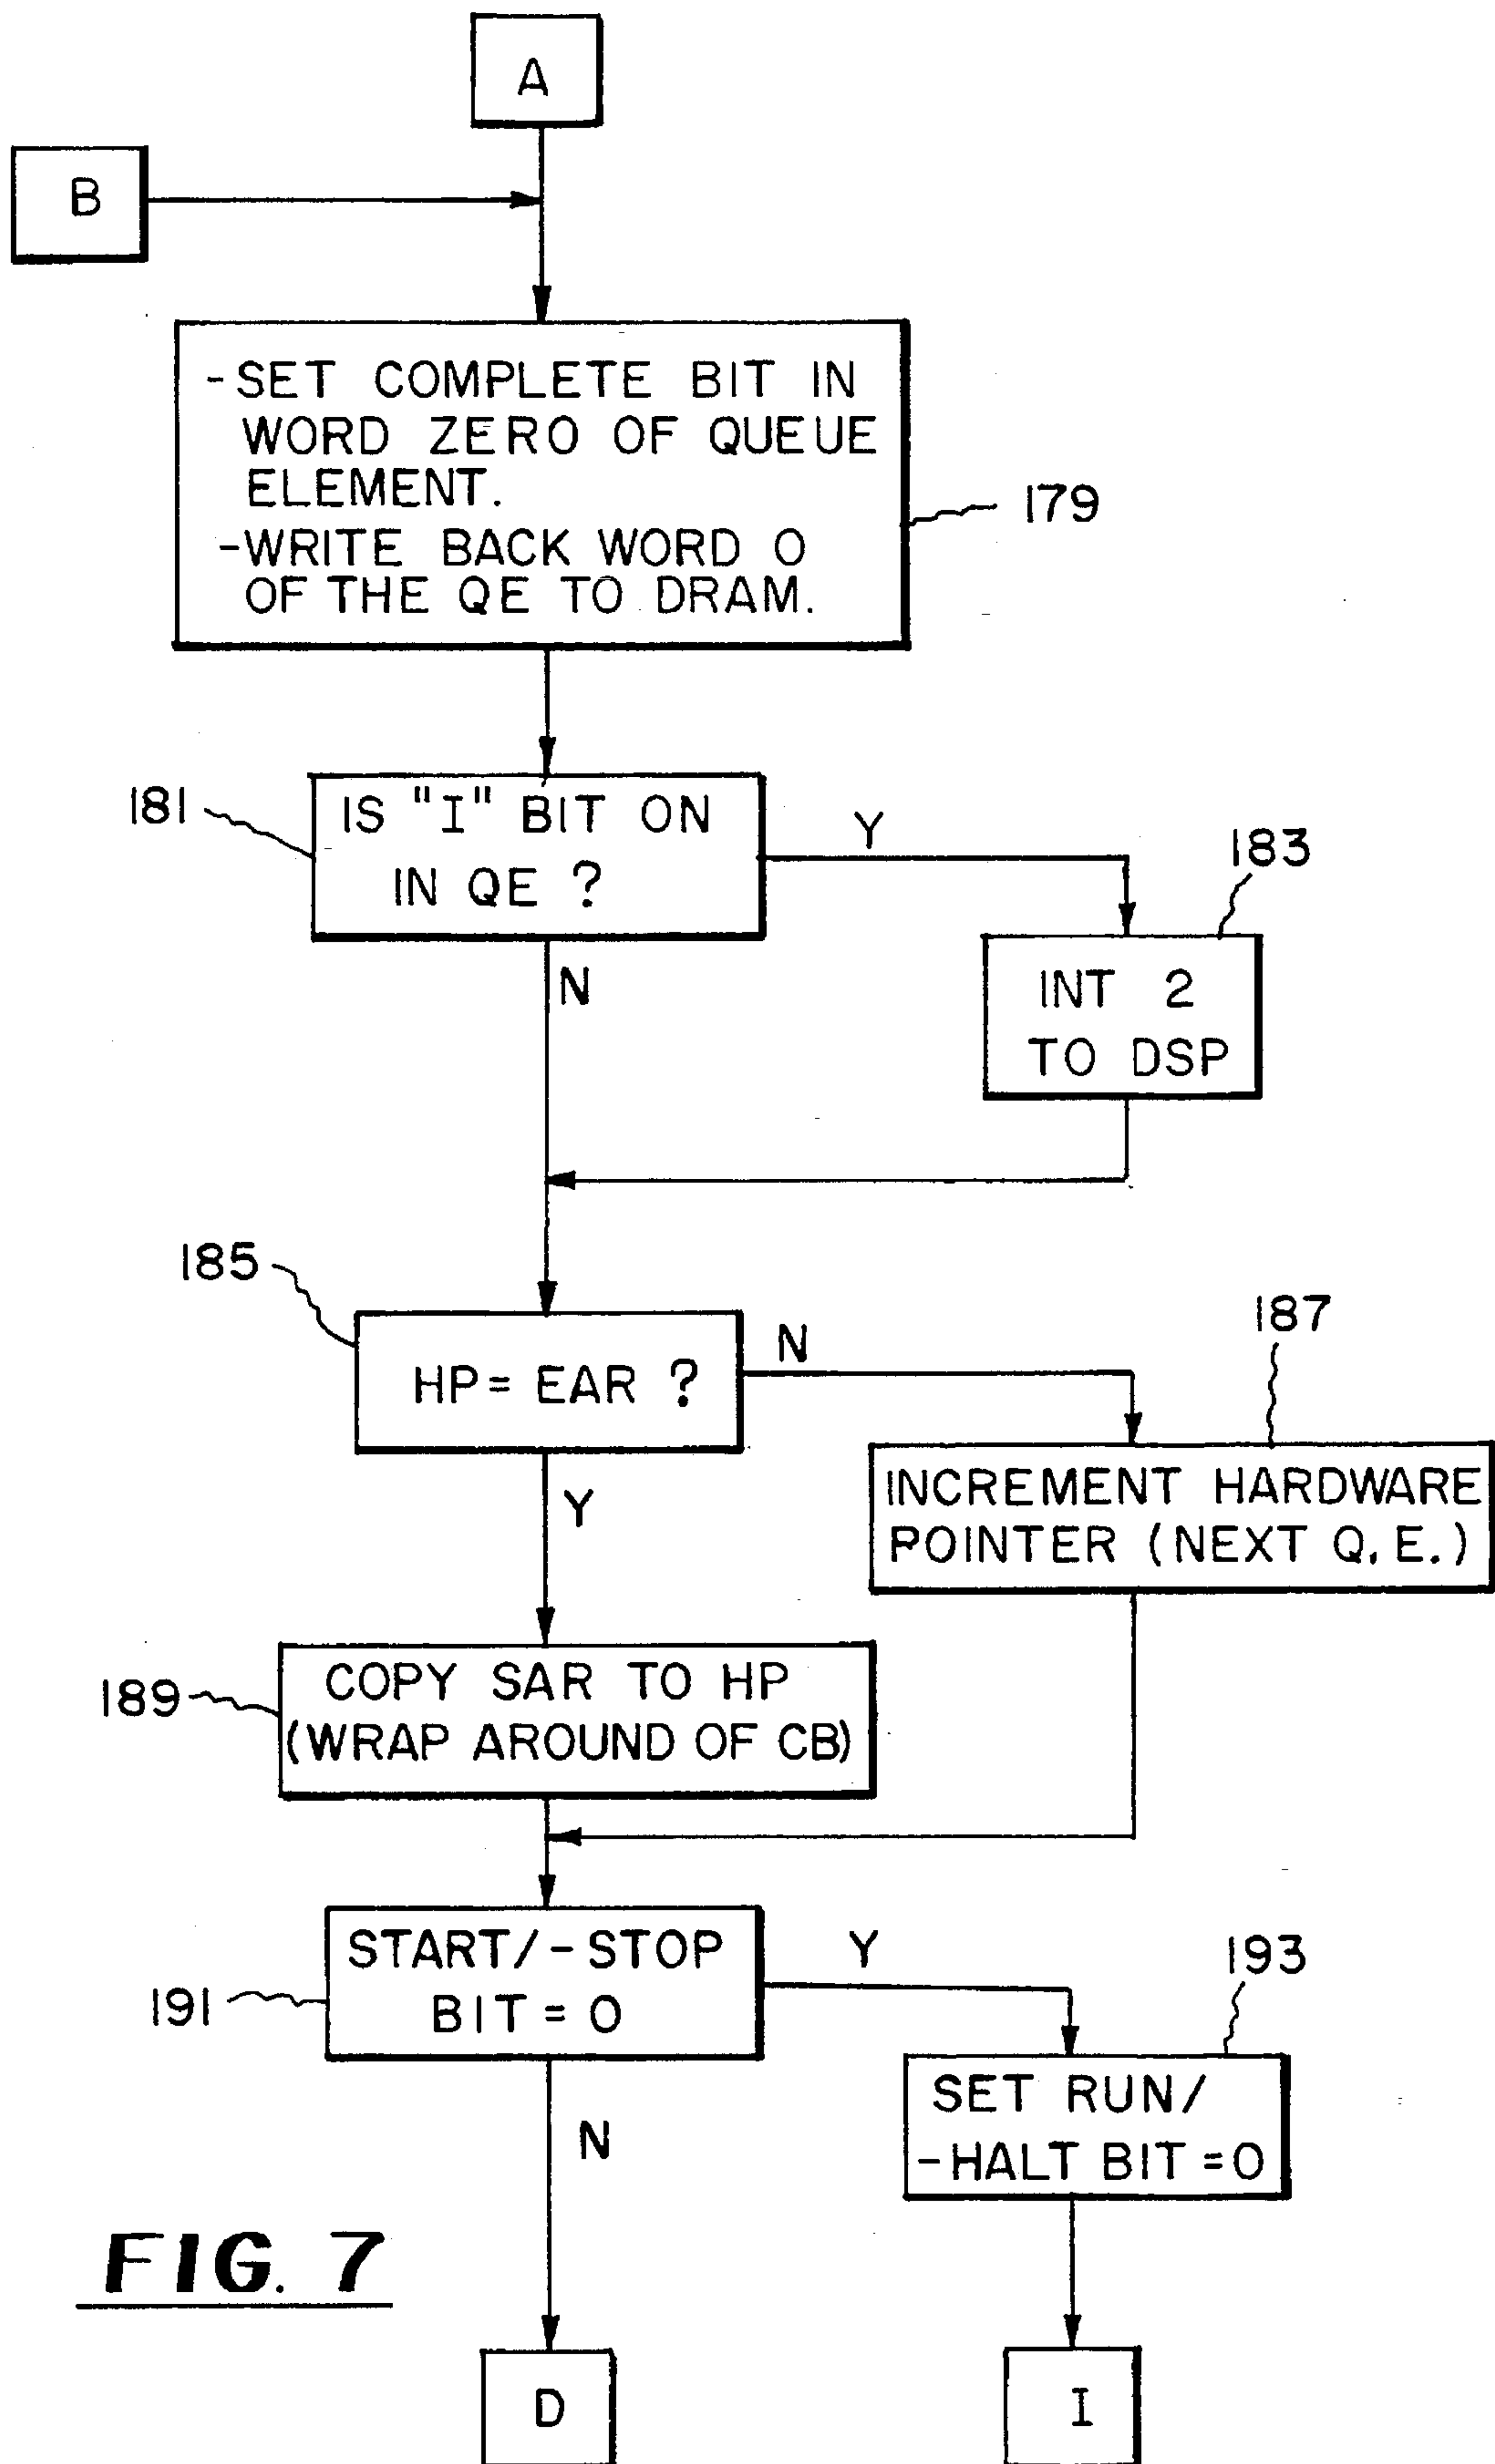 A
B
-SET COMPLETE BIT IN
WORD ZERO OF QUEUE
ELEMENT.
-WRITE BACK WORD 0
OF THE QE TO DRAM.
179
181
IS "I" BIT ON
IN QE ?
Y
N
183
INT 2
TO DSP
185
HP= EAR ?
N
Y
187
INCREMENT HARDWARE
POINTER (NEXT Q.E.)
189
COPY SAR TO HP
(WRAP AROUND OF CB)
191
START/-STOP
BIT = 0
Y
N
193
SET RUN/
-HALT BIT =0
FIG. 7
D
I